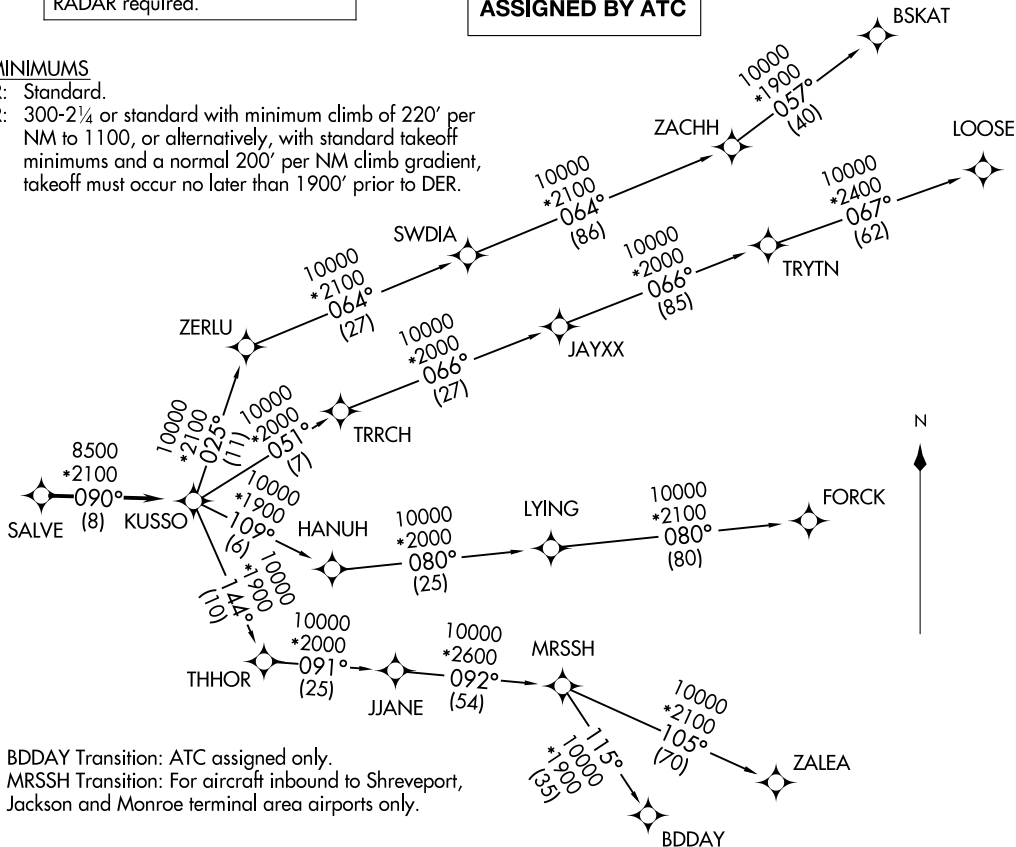 RADAR required.
ASSIGNED BY ATC
MINIMUMS
: Standard.
: 300-2¼ or standard with minimum climb of 220' per
NM to 1100, or alternatively, with standard takeoff
minimums and a normal 200' per NM climb gradient,
takeoff must occur no later than 1900' prior to DER.
BSKAT
10000
*1900
057°
(40)
ZACHH
LOOSE
10000
*2100
064°
(86)
10000
*2400
067°
(62)
SWDIA
TRYTN
10000
*2100
064°
(27)
10000
*2000
066°
(85)
ZERLU
JAYXX
10000
*2000
066°
(27)
TRRCH
10000
*2100
025°
(11)
10000
*2000
051°
(7)
N
8500
*2100
090°
(8)
SALVE
KUSSO
10000
*1900
109°
(6)
HANUH
10000
*2000
080°
(25)
LYING
10000
*2100
080°
(80)
FORCK
10000
*1900
144°
(10)
THHOR
10000
*2000
091°
(25)
JJANE
10000
*2600
092°
(54)
MRSSH
10000
*2100
105°
(70)
ZALEA
115°
10000
*1900
(35)
BDDAY
BDDAY Transition: ATC assigned only.
MRSSH Transition: For aircraft inbound to Shreveport,
Jackson and Monroe terminal area airports only.